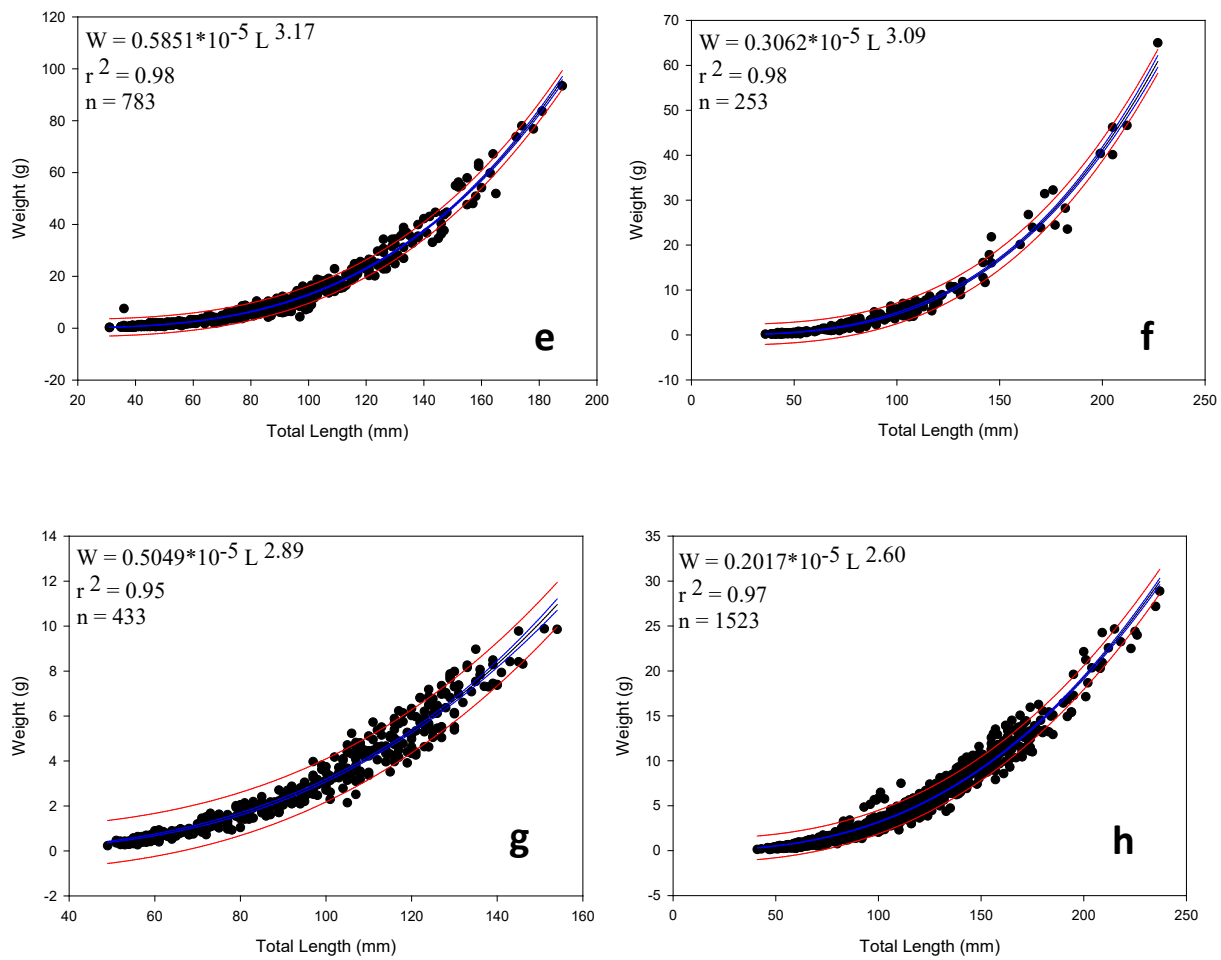 W = 0.5851*10-5 L 3.17
r 2 = 0.98
n = 783
120
100
80
60
40
20
0
-20
Weight (g)
20 40 60 80 100 120 140 160 180 200
Total Length (mm)
e
W = 0.3062*10-5 L 3.09
r 2 = 0.98
n = 253
70
60
50
40
30
20
10
0
-10
Weight (g)
0 50 100 150 200 250
Total Length (mm)
f
W = 0.5049*10-5 L 2.89
r 2 = 0.95
n = 433
14
12
10
8
6
4
2
0
-2
Weight (g)
40 60 80 100 120 140 160
Total Length (mm)
g
W = 0.2017*10-5 L 2.60
r 2 = 0.97
n = 1523
35
30
25
20
15
10
5
0
-5
Weight (g)
0 50 100 150 200 250
Total Length (mm)
h